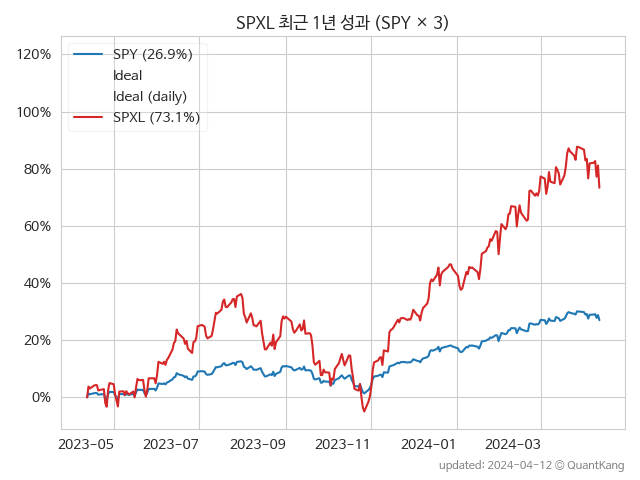 SPXL 최근 1년 성과 (SPY × 3)
120%
100%
80%
60%
40%
20%
0%
SPY (26.9%)
Ideal
Ideal (daily)
SPXL (73.1%)
2023-05
2023-07
2023-09
2023-11
2024-01
2024-03
updated: 2024-04-12 © QuantKang